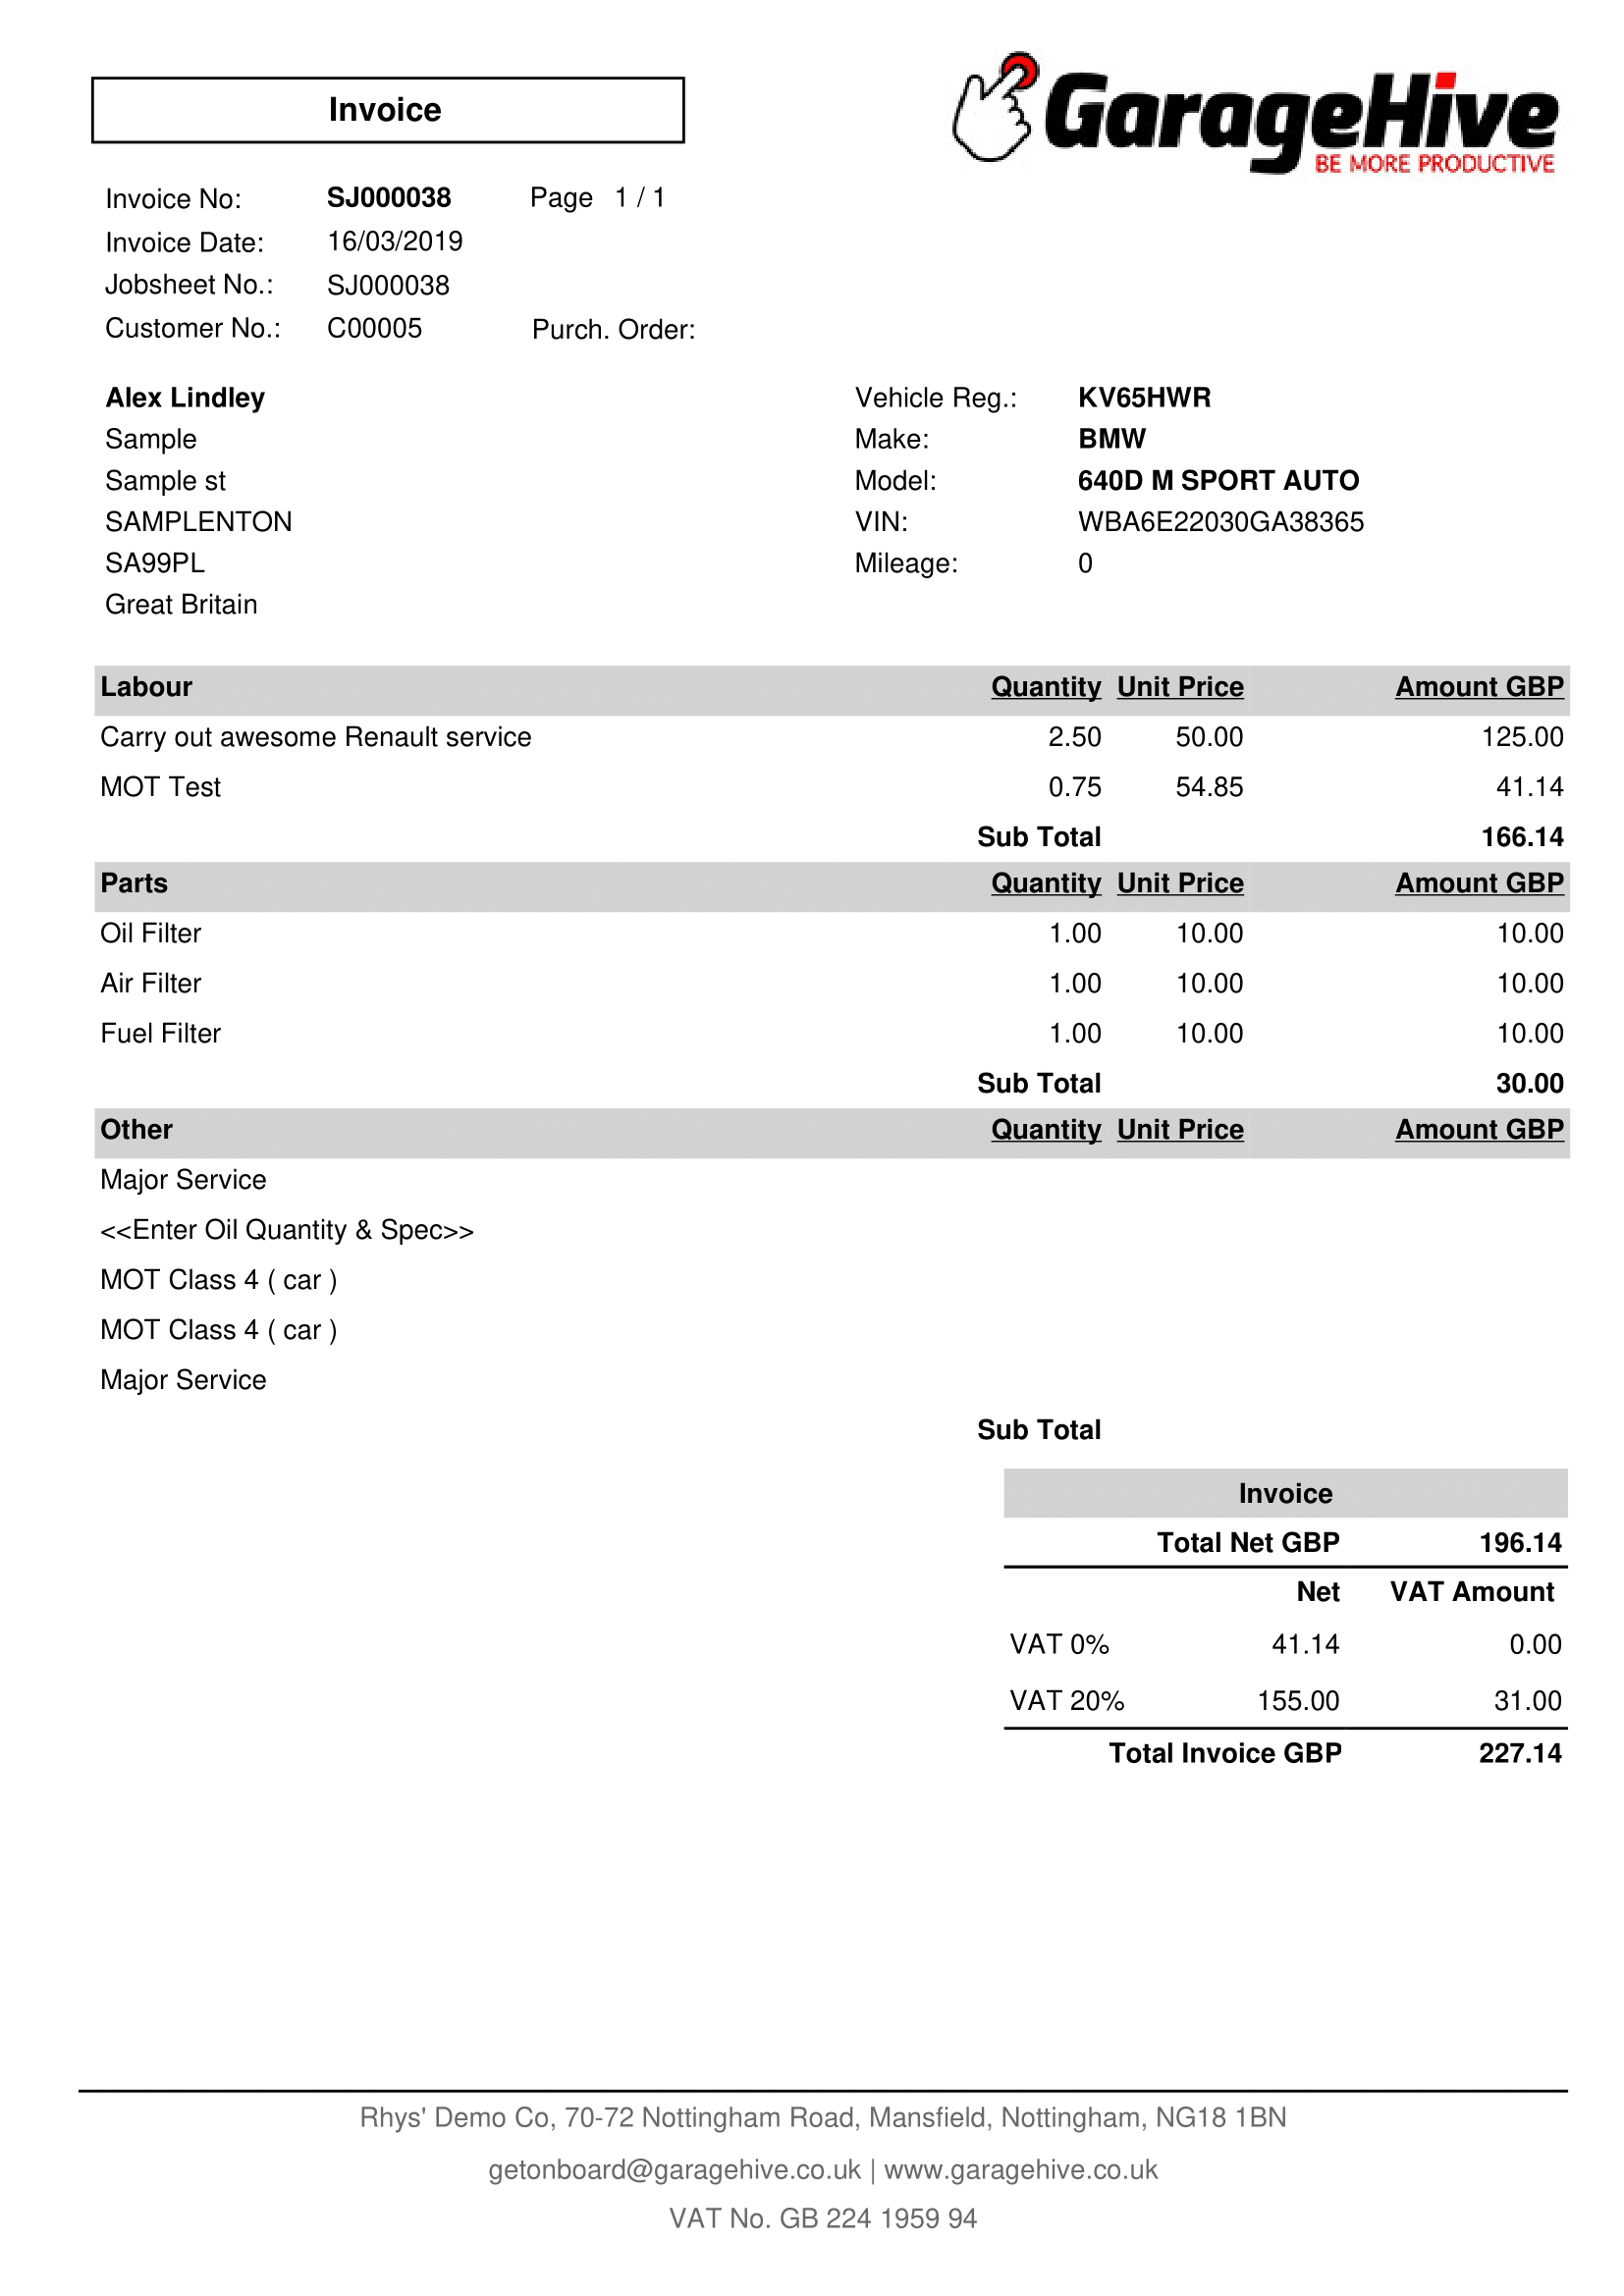 Invoice
GarageHive
BE MORE PRODUCTIVE
Invoice No: SJ000038 Page 1 / 1
Invoice Date: 16/03/2019
Jobsheet No.: SJ000038
Customer No.: C00005 Purch. Order:
Alex Lindley Vehicle Reg.: KV65HWR
Sample Make: BMW
Sample st Model: 640D M SPORT AUTO
SAMPLENTON VIN: WBA6E22030GA38365
SA99PL Mileage: 0
Great Britain
Labour Quantity Unit Price Amount GBP
Carry out awesome Renault service 2.50 50.00 125.00
MOT Test 0.75 54.85 41.14
Sub Total 166.14
Parts Quantity Unit Price Amount GBP
Oil Filter 1.00 10.00 10.00
Air Filter 1.00 10.00 10.00
Fuel Filter 1.00 10.00 10.00
Sub Total 30.00
Other Quantity Unit Price Amount GBP
Major Service
<<Enter Oil Quantity & Spec>>
MOT Class 4 ( car )
MOT Class 4 ( car )
Major Service
Sub Total
Invoice
Total Net GBP 196.14
Net VAT Amount
VAT 0% 41.14 0.00
VAT 20% 155.00 31.00
Total Invoice GBP 227.14
Rhys' Demo Co, 70-72 Nottingham Road, Mansfield, Nottingham, NG18 1BN
getonboard@garagehive.co.uk | www.garagehive.co.uk
VAT No. GB 224 1959 94